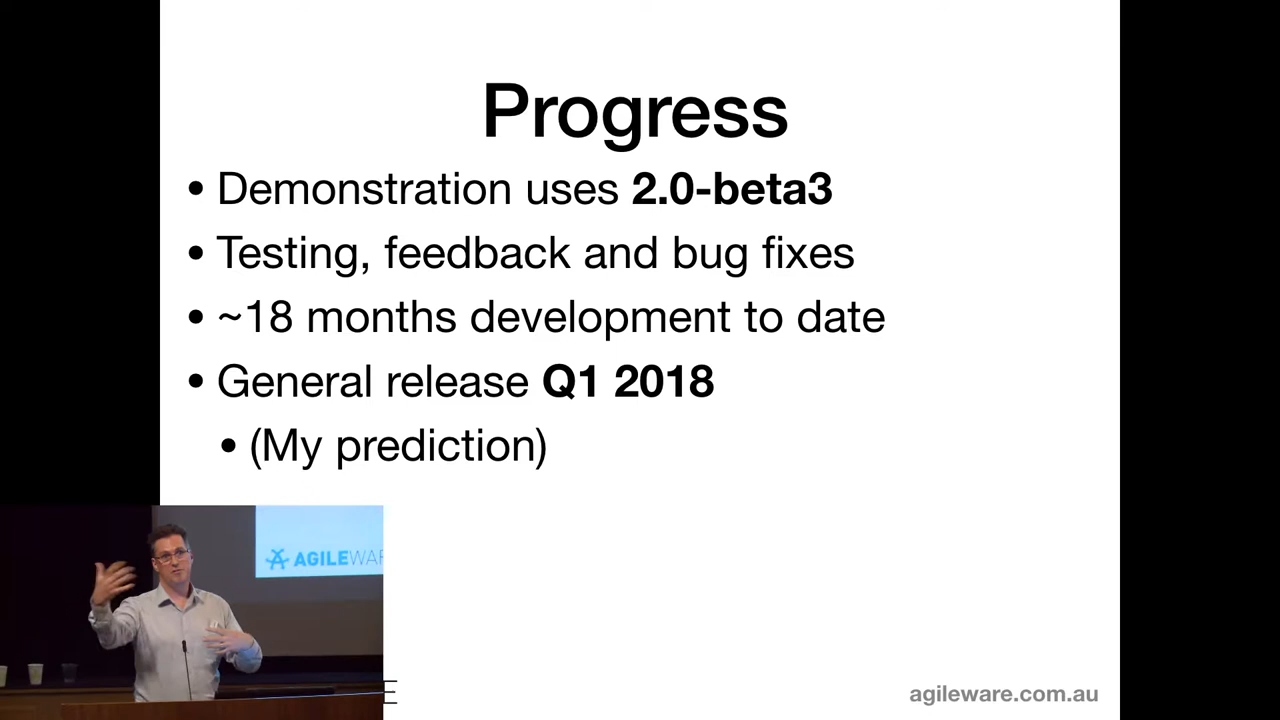 Progress
• Demonstration uses 2.0-beta3
• Testing, feedback and bug fixes
• ~18 months development to date
• General release Q1 2018
• (My prediction)
AGILEWAR
E
agileware.com.au